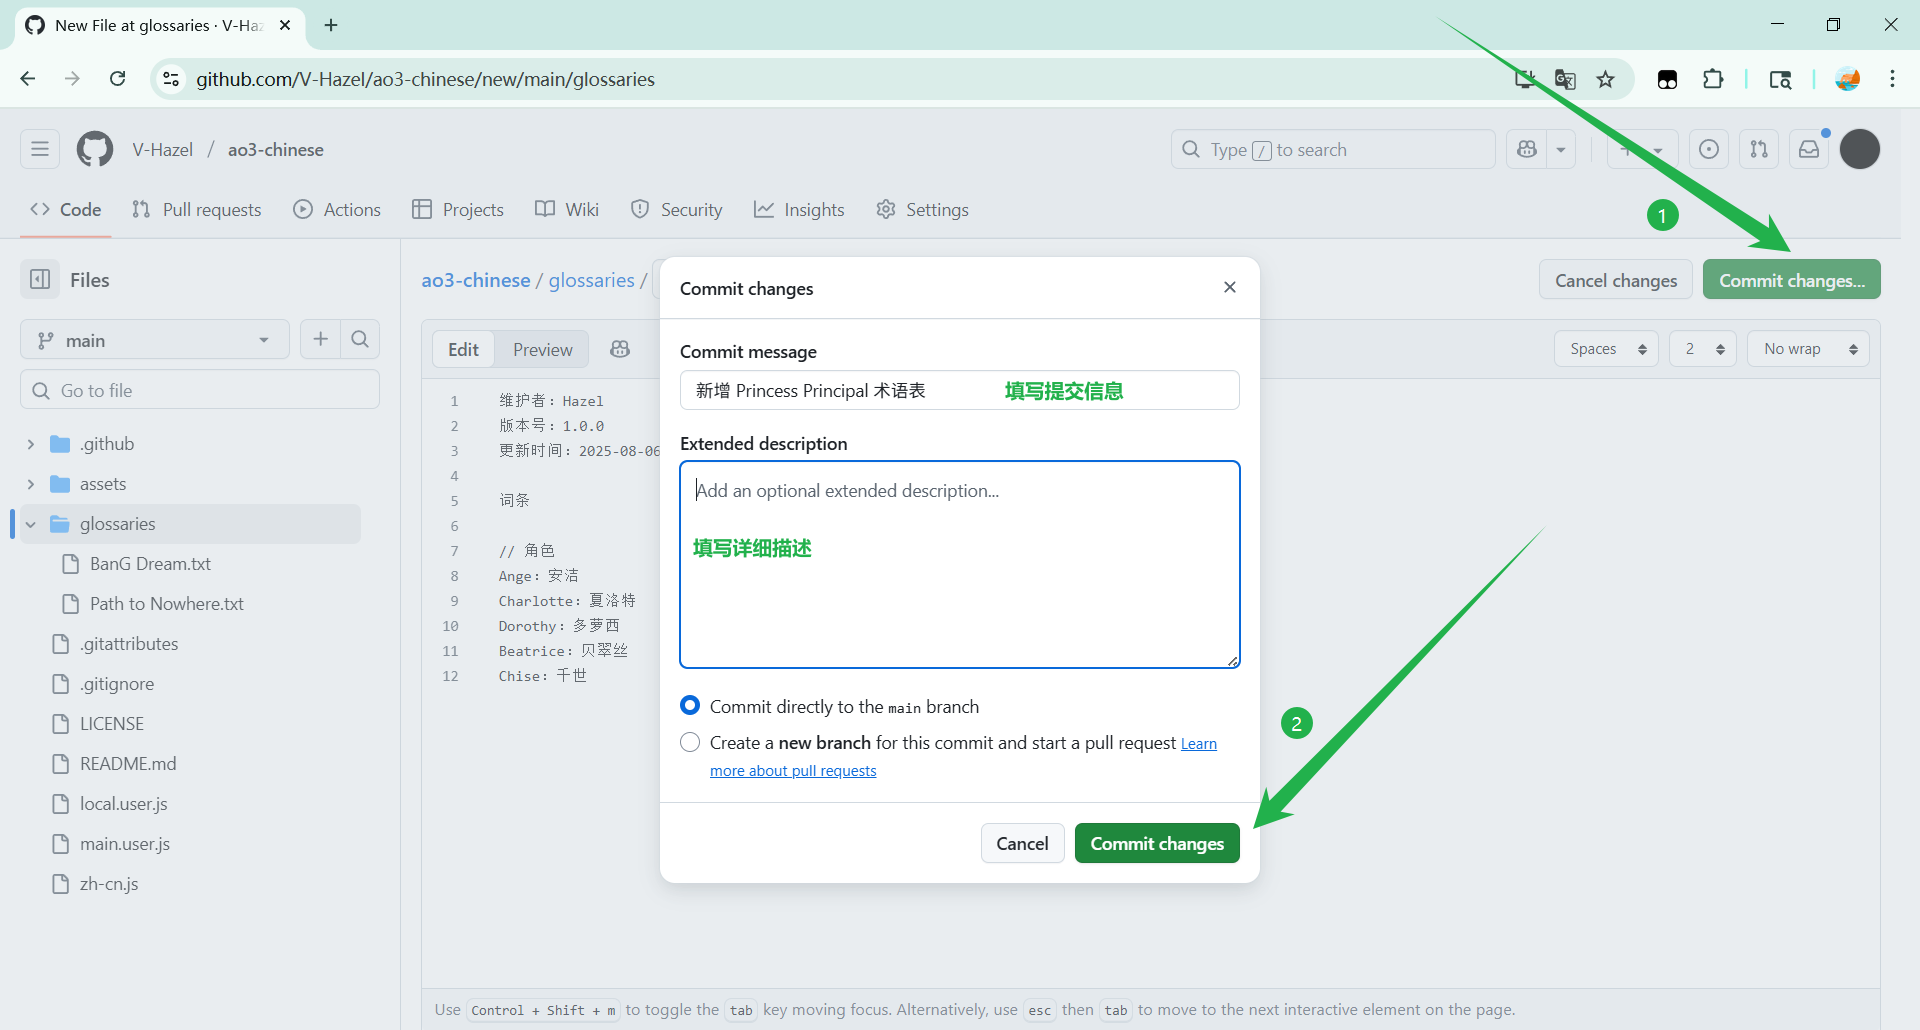 New File at glossaries · V-Haz
github.com/V-Hazel/ao3-chinese/new/main/glossaries
V-Hazel / ao3-chinese
Type / to search
Code
Pull requests
Actions
Projects
Wiki
Security
Insights
Settings
1
Files
ao3-chinese / glossaries /
Cancel changes
Commit changes...
main
Go to file
Edit
Preview
Spaces
2
No wrap
.github
assets
glossaries
BanG Dream.txt
Path to Nowhere.txt
.gitattributes
.gitignore
LICENSE
README.md
local.user.js
main.user.js
zh-cn.js
1 维护者：Hazel
2 版本号：1.0.0
3 更新时间：2025-08-06
4
5 词条
6
7 // 角色
8 Ange：安洁
9 Charlotte：夏洛特
10 Dorothy：多萝西
11 Beatrice：贝翠丝
12 Chise：千世
Commit changes
Commit message
新增 Princess Principal 术语表
填写提交信息
Extended description
Add an optional extended description...
填写详细描述
Commit directly to the main branch
Create a new branch for this commit and start a pull request Learn
more about pull requests
2
Cancel
Commit changes
Use Control + Shift + m to toggle the tab key moving focus. Alternatively, use esc then tab to move to the next interactive element on the page.